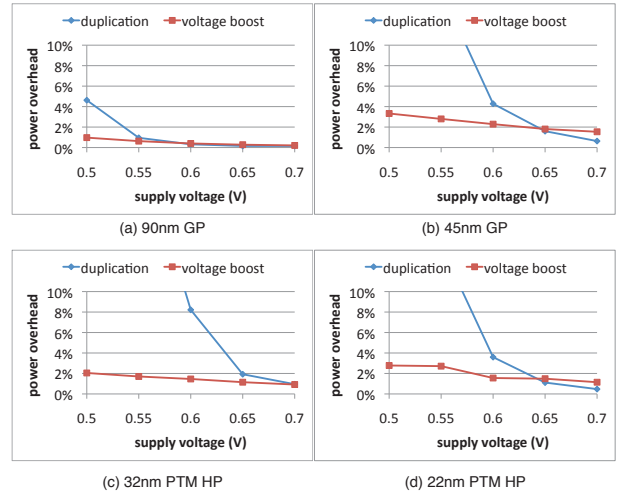 duplication voltage boost
10%
8%
6%
4%
2%
0%
power overhead
0.5 0.55 0.6 0.65 0.7
supply voltage (V)
(a) 90nm GP
duplication voltage boost
10%
8%
6%
4%
2%
0%
power overhead
0.5 0.55 0.6 0.65 0.7
supply voltage (V)
(b) 45nm GP
duplication voltage boost
10%
8%
6%
4%
2%
0%
power overhead
0.5 0.55 0.6 0.65 0.7
supply voltage (V)
(c) 32nm PTM HP
duplication voltage boost
10%
8%
6%
4%
2%
0%
power overhead
0.5 0.55 0.6 0.65 0.7
supply voltage (V)
(d) 22nm PTM HP